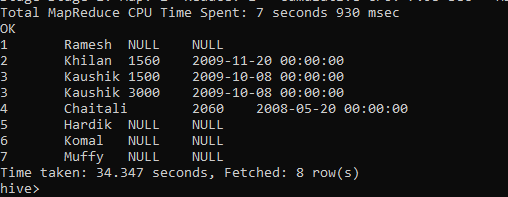 Total MapReduce CPU Time Spent: 7 seconds 930 msec
OK
1 Ramesh NULL NULL
2 Khilan 1560 2009-11-20 00:00:00
3 Kaushik 1500 2009-10-08 00:00:00
3 Kaushik 3000 2009-10-08 00:00:00
4 Chaitali 2060 2008-05-20 00:00:00
5 Hardik NULL NULL
6 Komal NULL NULL
7 Muffy NULL NULL
Time taken: 34.347 seconds, Fetched: 8 row(s)
hive>